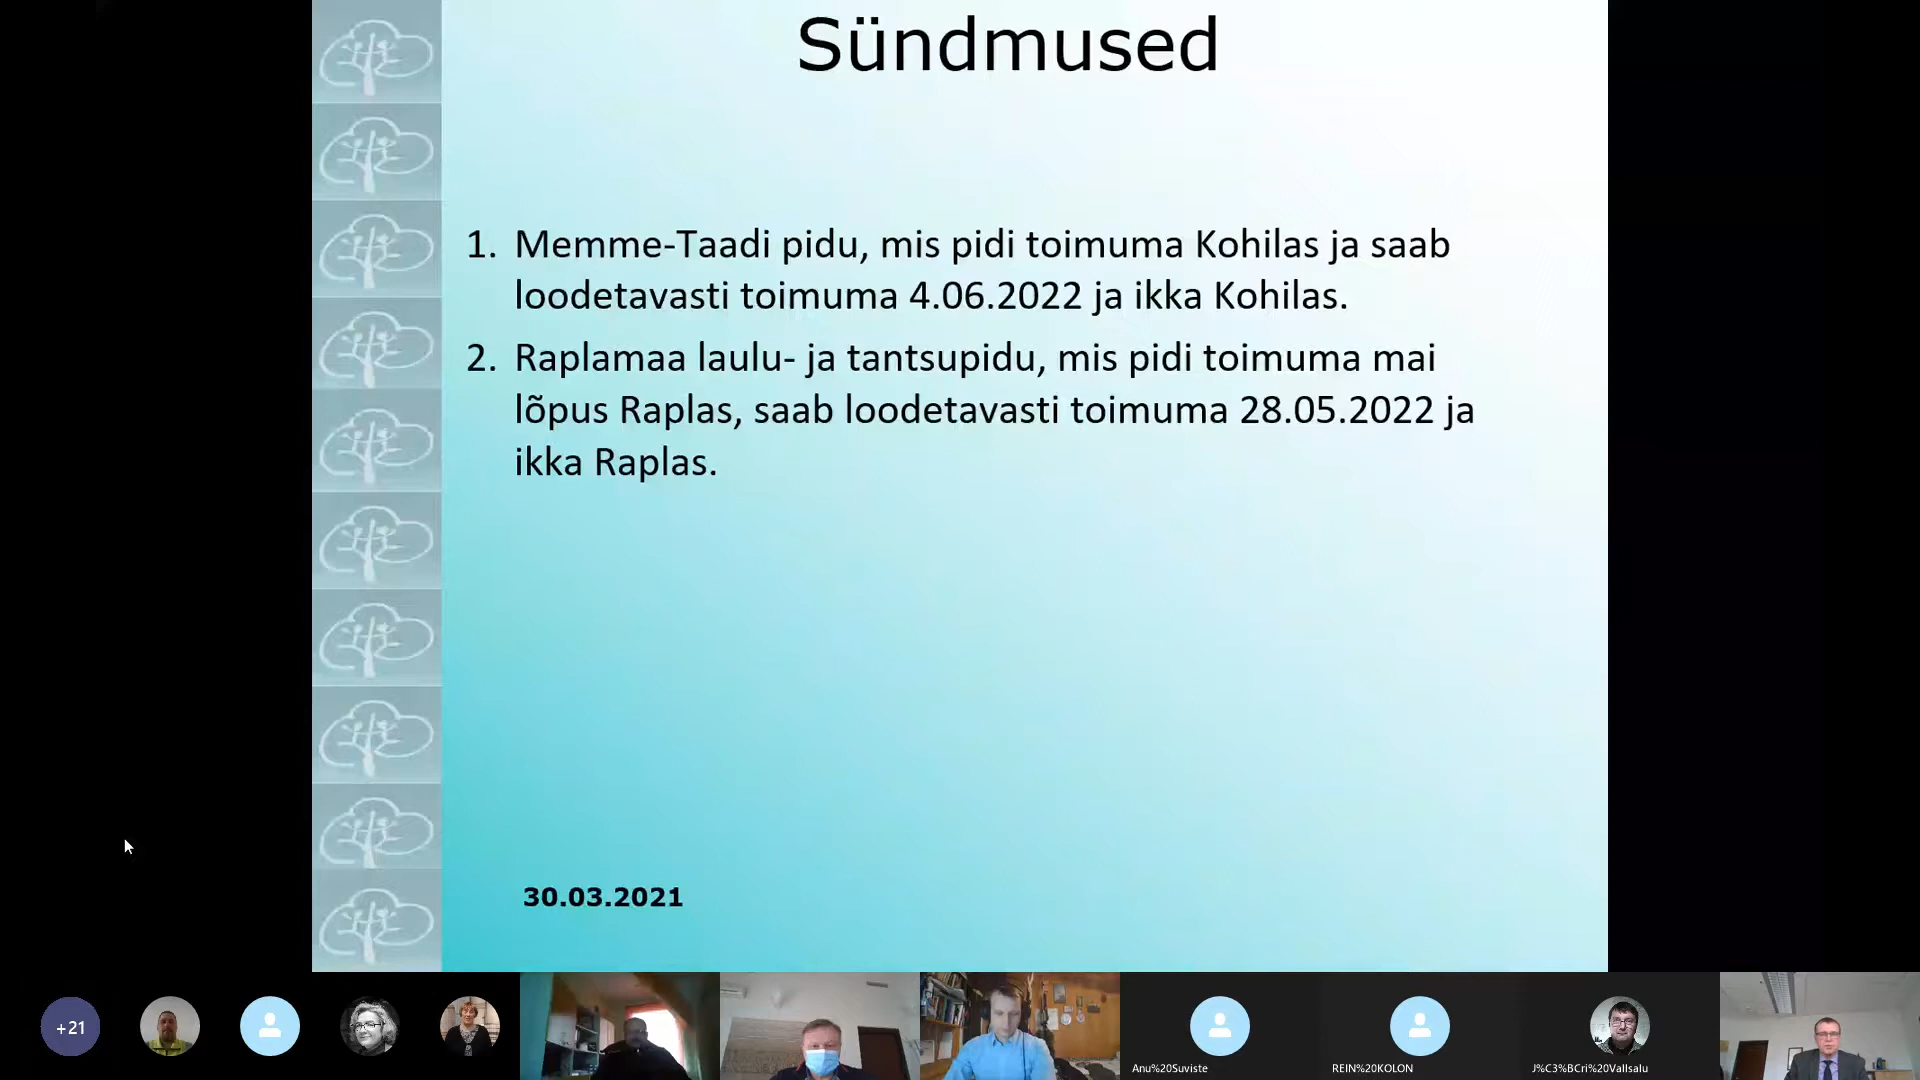 Sündmused
1. Memme-Taadi pidu, mis pidi toimuma Kohilas ja saab
loodetavasti toimuma 4.06.2022 ja ikka Kohilas.
2. Raplamaa laulu- ja tantsupidu, mis pidi toimuma mai
lõpus Raplas, saab loodetavasti toimuma 28.05.2022 ja
ikka Raplas.
30.03.2021
+21
Anu%20Suviste
REIN%20KOLON
J%C3%BCri%20Vallsalu